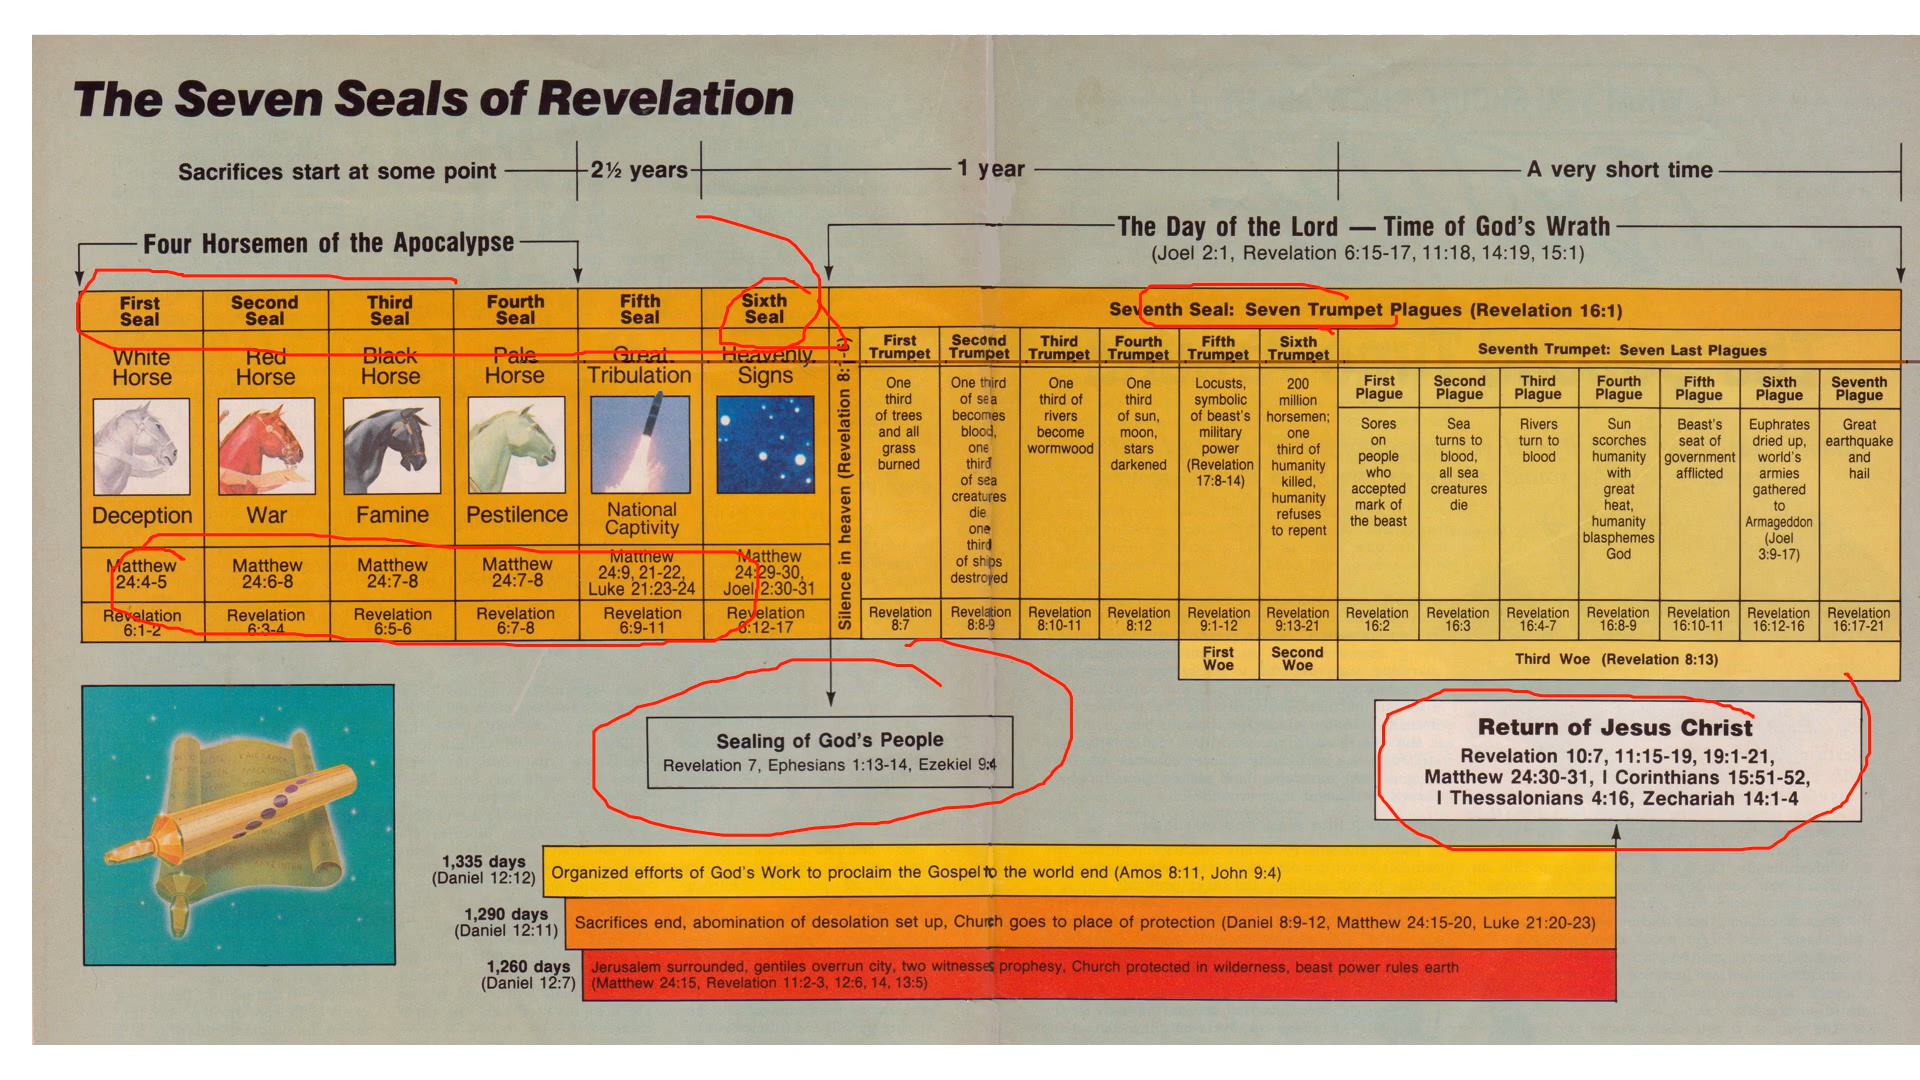 The Seven Seals of Revelation
Sacrifices start at some point
2½ years
1 year
A very short time
Four Horsemen of the Apocalypse
The Day of the Lord — Time of God's Wrath
(Joel 2:1, Revelation 6:15-17, 11:18, 14:19, 15:1)
First
Seal
White
Horse
Deception
Matthew
24:4-5
Revelation
6:1-2
Second
Seal
Red
Horse
War
Matthew
24:6-8
Revelation
6:3-4
Third
Seal
Black
Horse
Famine
Matthew
24:7-8
Revelation
6:5-6
Fourth
Seal
Pale
Horse
Pestilence
Matthew
24:7-8
Revelation
6:7-8
Fifth
Seal
Great
Tribulation
National
Captivity
Matthew
24:9, 21-22,
Luke 21:23-24
Revelation
6:9-11
Sixth
Seal
Heavenly
Signs
Matthew
24:29-30,
Joel 2:30-31
Revelation
6:12-17
Silence in heaven (Revelation 8:1-6)
Seventh Seal: Seven Trumpet Plagues (Revelation 16:1)
First
Trumpet
One
third
of trees
and all
grass
burned
Revelation
8:7
Second
Trumpet
One third
of sea
becomes
blood,
one
third
of sea
creatures
die
one
third
of ships
destroyed
Revelation
8:8-9
Third
Trumpet
One
third of
rivers
become
wormwood
Revelation
8:10-11
Fourth
Trumpet
One
third
of sun,
moon,
stars
darkened
Revelation
8:12
Fifth
Trumpet
Locusts,
symbolic
of beast's
military
power
(Revelation
17:8-14)
Revelation
9:1-12
First
Woe
Sixth
Trumpet
200
million
horsemen;
one
third of
humanity
killed,
humanity
refuses
to repent
Revelation
9:13-21
Second
Woe
Seventh Trumpet: Seven Last Plagues
First
Plague
Sores
on
people
who
accepted
mark of
the beast
Revelation
16:2
Second
Plague
Sea
turns to
blood,
all sea
creatures
die
Revelation
16:3
Third
Plague
Rivers
turn to
blood
Revelation
16:4-7
Fourth
Plague
Sun
scorches
humanity
with
great
heat,
humanity
blasphemes
God
Revelation
16:8-9
Fifth
Plague
Beast's
seat of
government
afflicted
Revelation
16:10-11
Sixth
Plague
Euphrates
dried up,
world's
armies
gathered
to
Armageddon
(Joel
3:9-17)
Revelation
16:12-16
Seventh
Plague
Great
earthquake
and
hail
Revelation
16:17-21
Third Woe (Revelation 8:13)
Sealing of God's People
Revelation 7, Ephesians 1:13-14, Ezekiel 9:4
Return of Jesus Christ
Revelation 10:7, 11:15-19, 19:1-21,
Matthew 24:30-31, I Corinthians 15:51-52,
I Thessalonians 4:16, Zechariah 14:1-4
1,335 days
(Daniel 12:12)
Organized efforts of God's Work to proclaim the Gospel to the world end (Amos 8:11, John 9:4)
1,290 days
(Daniel 12:11)
Sacrifices end, abomination of desolation set up, Church goes to place of protection (Daniel 8:9-12, Matthew 24:15-20, Luke 21:20-23)
1,260 days
(Daniel 12:7)
Jerusalem surrounded, gentiles overrun city, two witnesses prophesy, Church protected in wilderness, beast power rules earth
(Matthew 24:15, Revelation 11:2-3, 12:6, 14, 13:5)